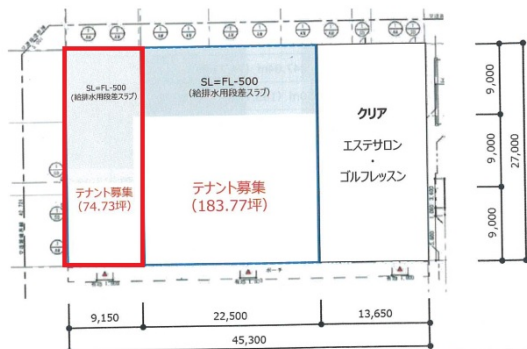 SL=FL-500
(給排水用段差スラブ)
SL=FL-500
(給排水用段差スラブ)
クリア
エステサロン
・
ゴルフレッスン
テナント募集
(74.73坪)
テナント募集
(183.77坪)
ポーチ
9,000
9,000
9,000
27,000
9,150
22,500
13,650
45,300